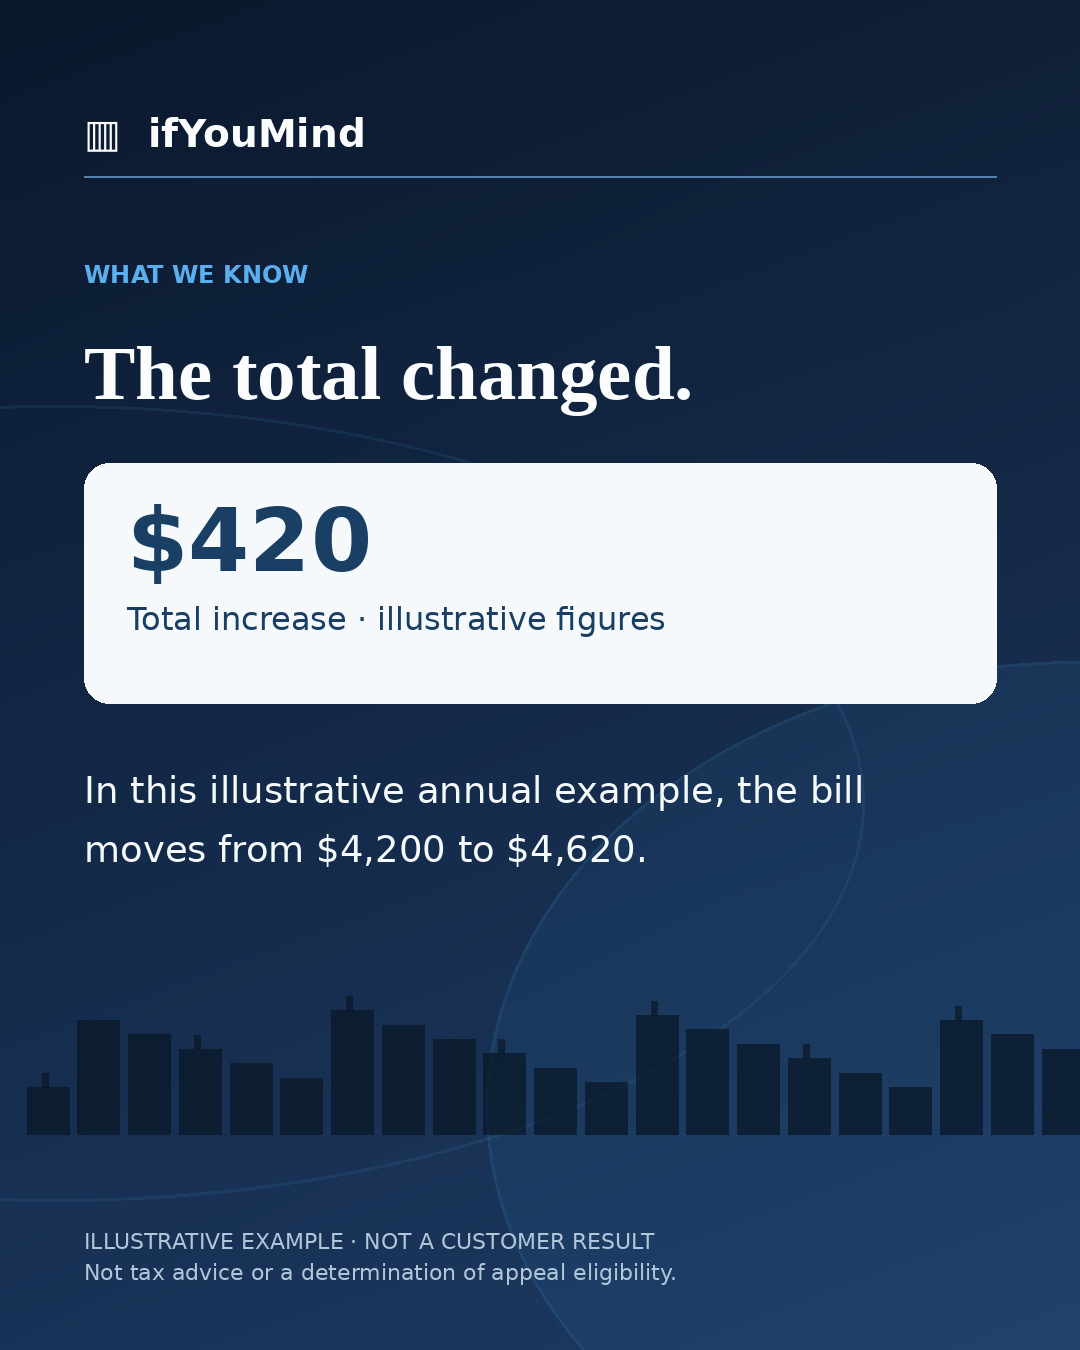 ▥ ifYouMind
WHAT WE KNOW
The total changed.
$420
Total increase · illustrative figures
In this illustrative annual example, the bill
moves from $4,200 to $4,620.
ILLUSTRATIVE EXAMPLE · NOT A CUSTOMER RESULT
Not tax advice or a determination of appeal eligibility.